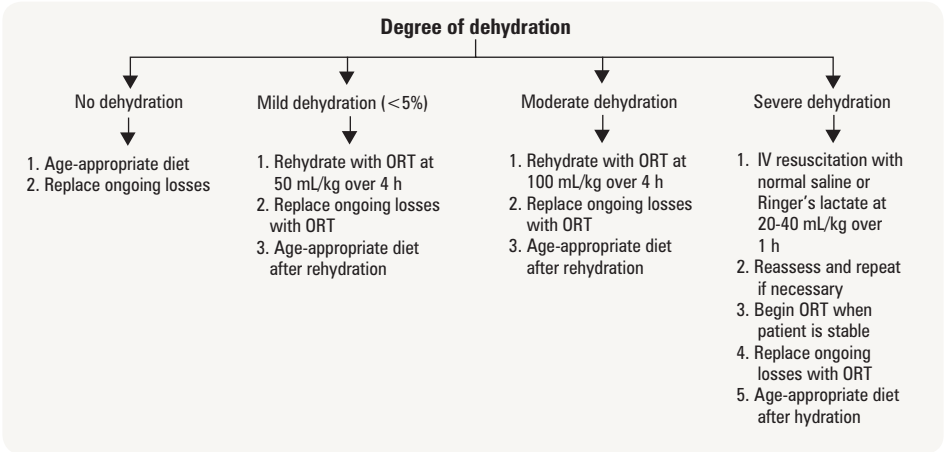 Degree of dehydration
No dehydration
1. Age-appropriate diet
2. Replace ongoing losses
Mild dehydration (<5%)
1. Rehydrate with ORT at
50 mL/kg over 4 h
2. Replace ongoing losses
with ORT
3. Age-appropriate diet
after rehydration
Moderate dehydration
1. Rehydrate with ORT at
100 mL/kg over 4 h
2. Replace ongoing losses
with ORT
3. Age-appropriate diet
after rehydration
Severe dehydration
1. IV resuscitation with
normal saline or
Ringer's lactate at
20-40 mL/kg over
1 h
2. Reassess and repeat
if necessary
3. Begin ORT when
patient is stable
4. Replace ongoing
losses with ORT
5. Age-appropriate diet
after hydration